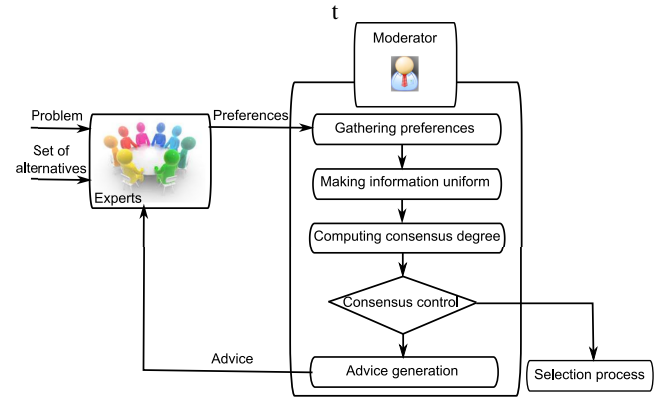 t
Moderator
Problem
Preferences
Gathering preferences
Set of
alternatives
Making information uniform
Experts
Computing consensus degree
Consensus control
Advice
Advice generation
Selection process